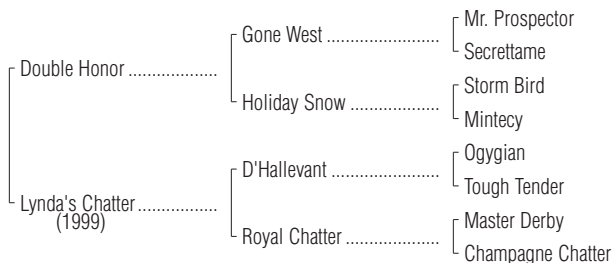 Mr. Prospector
Gone West
Secrettame
Double Honor
Storm Bird
Holiday Snow
Mintecy
Ogygian
D'Hallevant
Tough Tender
Lynda's Chatter
(1999)
Master Derby
Royal Chatter
Champagne Chatter